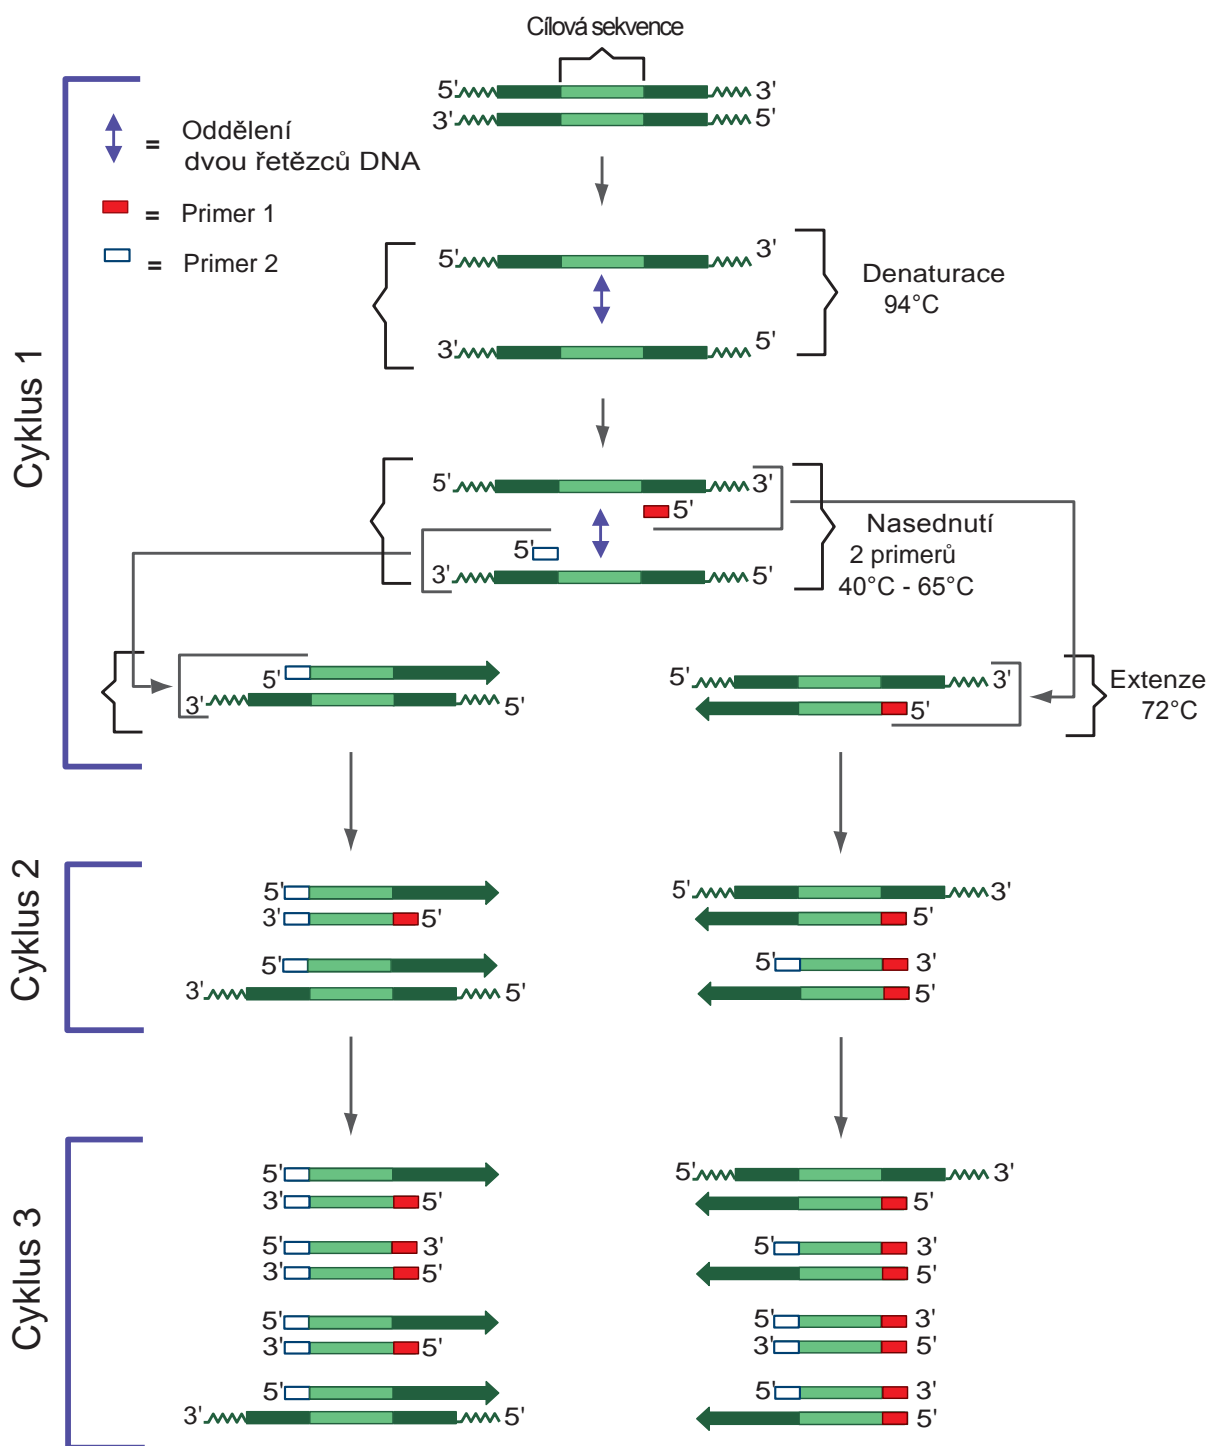 Cílová sekvence
5' 3'
3' 5'
= Oddělení
dvou řetězců DNA
= Primer 1
= Primer 2
5' 3'
3' 5'
Denaturace
94°C
Cyklus 1
5' 3'
5'
5'
3' 5'
Nasednutí
2 primerů
40°C - 65°C
5'
3' 5'
5' 3'
5'
Extenze
72°C
Cyklus 2
5'
3' 5'
5'
3' 5'
5' 3'
5'
5' 3'
5'
Cyklus 3
5'
3' 5'
5' 3'
3' 5'
5'
3' 5'
5'
3' 5'
5' 3'
5'
5' 3'
5'
5' 3'
3' 5'
5' 3'
5'